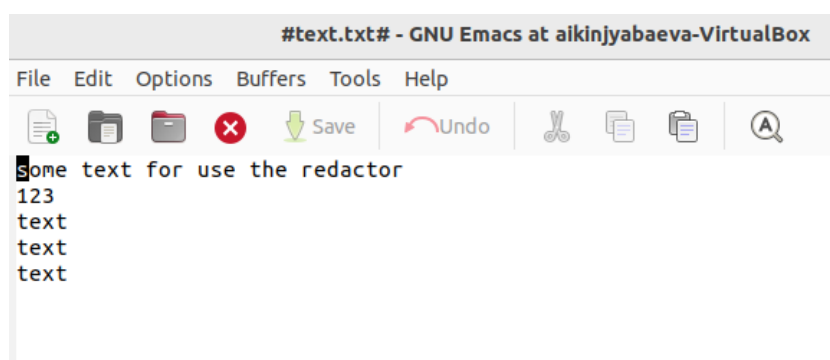 #text.txt# - GNU Emacs at aikinjyabaeva-VirtualBox
File Edit Options Buffers Tools Help
Save Undo
some text for use the redactor
123
text
text
text